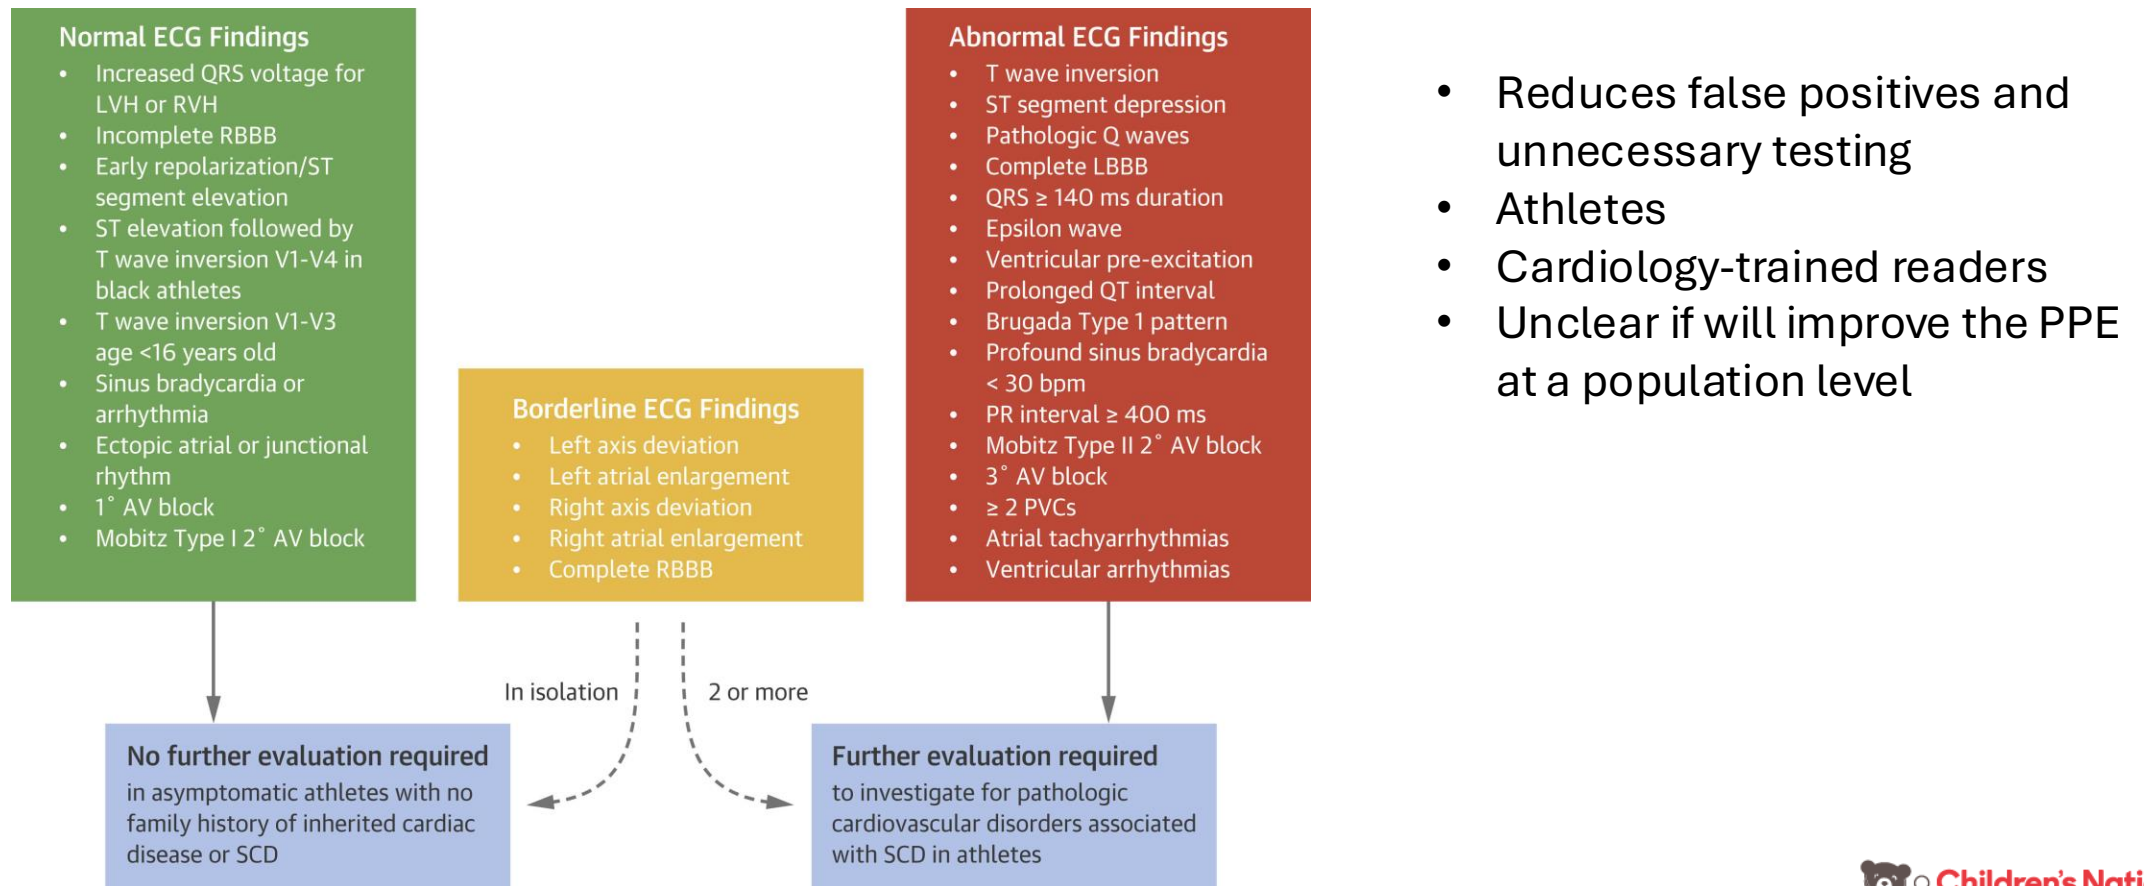 Normal ECG Findings
• Increased QRS voltage for
LVH or RVH
• Incomplete RBBB
• Early repolarization/ST
segment elevation
• ST elevation followed by
T wave inversion V1-V4 in
black athletes
• T wave inversion V1-V3
age <16 years old
• Sinus bradycardia or
arrhythmia
• Ectopic atrial or junctional
rhythm
• 1° AV block
• Mobitz Type I 2° AV block
Borderline ECG Findings
• Left axis deviation
• Left atrial enlargement
• Right axis deviation
• Right atrial enlargement
• Complete RBBB
Abnormal ECG Findings
• T wave inversion
• ST segment depression
• Pathologic Q waves
• Complete LBBB
• QRS ≥ 140 ms duration
• Epsilon wave
• Ventricular pre-excitation
• Prolonged QT interval
• Brugada Type 1 pattern
• Profound sinus bradycardia
< 30 bpm
• PR interval ≥ 400 ms
• Mobitz Type II 2° AV block
• 3° AV block
• ≥ 2 PVCs
• Atrial tachyarrhythmias
• Ventricular arrhythmias
In isolation
2 or more
No further evaluation required
in asymptomatic athletes with no
family history of inherited cardiac
disease or SCD
Further evaluation required
to investigate for pathologic
cardiovascular disorders associated
with SCD in athletes
• Reduces false positives and
unnecessary testing
• Athletes
• Cardiology-trained readers
• Unclear if will improve the PPE
at a population level
Children's